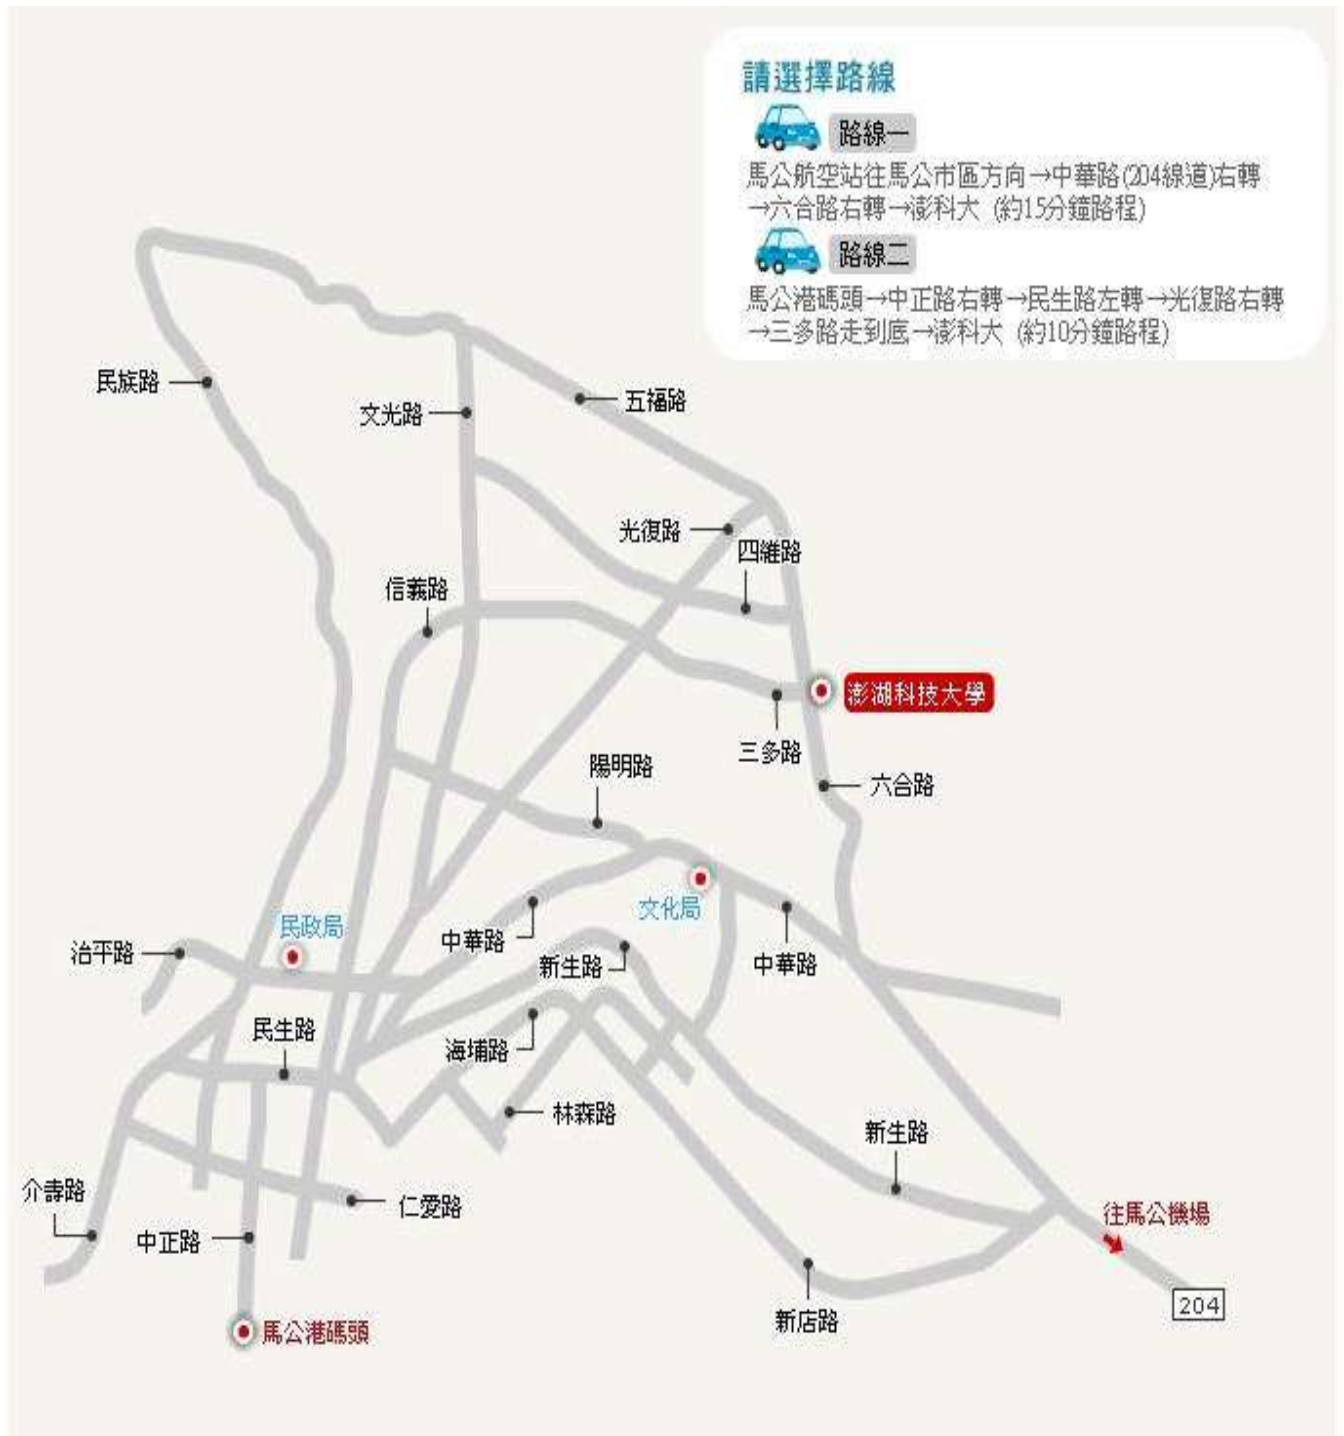 請選擇路線
路線一
馬公航空站往馬公市區方向→中華路(204線道)右轉
→六合路右轉→澎科大 (約15分鐘路程)
路線二
馬公港碼頭→中正路右轉→民生路左轉→光復路右轉
→三多路走到底→澎科大 (約10分鐘路程)
民族路
文光路
五福路
光復路
四維路
信義路
澎湖科技大學
三多路
陽明路
六合路
文化局
民政局
中華路
治平路
新生路
中華路
民生路
海埔路
林森路
新生路
介壽路
仁愛路
往馬公機場
中正路
204
新店路
馬公港碼頭